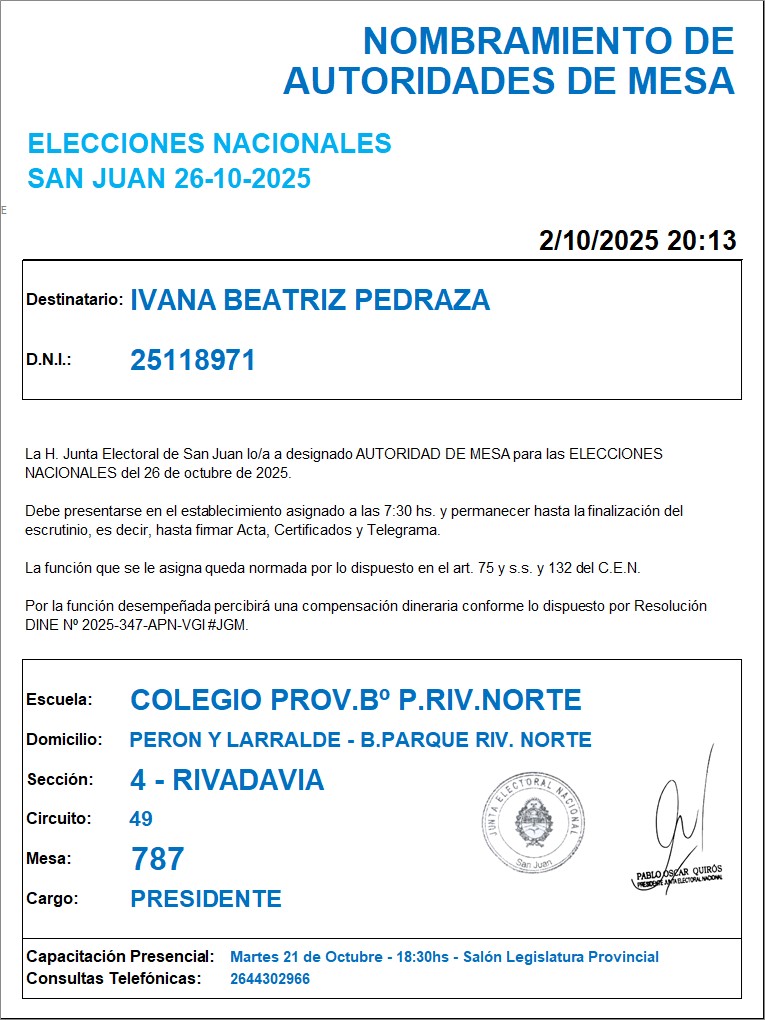 NOMBRAMIENTO DE
AUTORIDADES DE MESA
ELECCIONES NACIONALES
SAN JUAN 26-10-2025
E
2/10/2025 20:13
Destinatario: IVANA BEATRIZ PEDRAZA
D.N.I.: 25118971
La H. Junta Electoral de San Juan lo/a a designado AUTORIDAD DE MESA para las ELECCIONES
NACIONALES del 26 de octubre de 2025.
Debe presentarse en el establecimiento asignado a las 7:30 hs. y permanecer hasta la finalización del
escrutinio, es decir, hasta firmar Acta, Certificados y Telegrama.
La función que se le asigna queda normada por lo dispuesto en el art. 75 y s.s. y 132 del C.E.N.
Por la función desempeñada percibirá una compensación dineraria conforme lo dispuesto por Resolución
DINE Nº 2025-347-APN-VGI#JGM.
Escuela: COLEGIO PROV.Bº P.RIV.NORTE
Domicilio: PERON Y LARRALDE - B.PARQUE RIV. NORTE
Sección: 4 - RIVADAVIA
Circuito: 49
Mesa: 787
Cargo: PRESIDENTE
JUNTA ELECTORAL NACIONAL
San Juan
PABLO OSCAR QUIRÓS
PRESIDENTE JUNTA ELECTORAL NACIONAL
Capacitación Presencial: Martes 21 de Octubre - 18:30hs - Salón Legislatura Provincial
Consultas Telefónicas: 2644302966